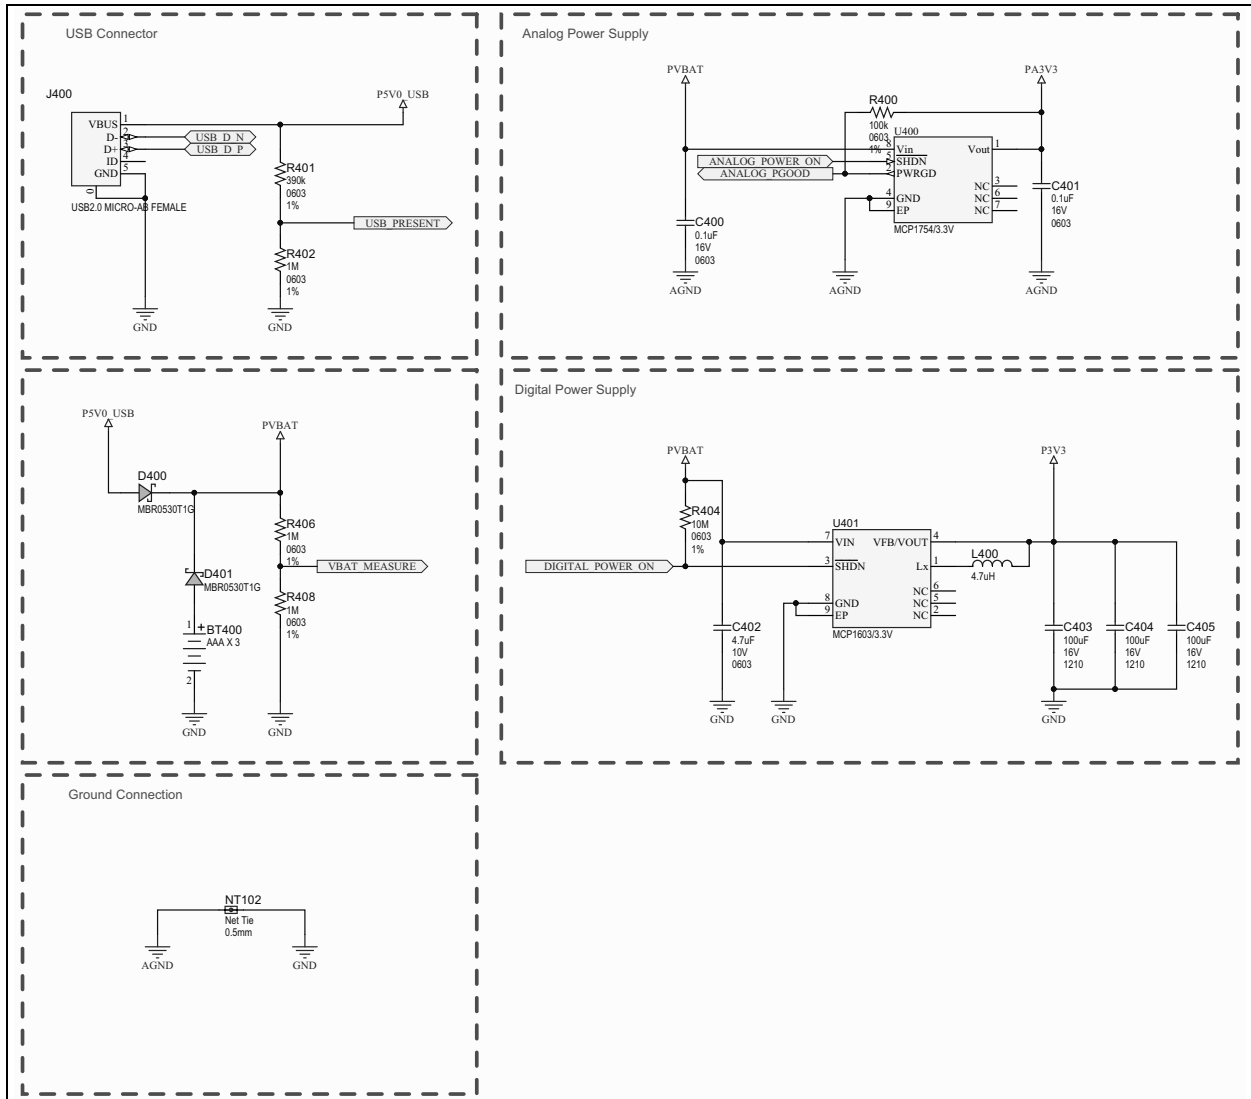 USB Connector
J400
P5V0_USB
VBUS 1
D- 2
USB_D_N
D+ 3
USB_D_P
ID 4
GND 5
0
USB2.0 MICRO-AB FEMALE
R401
390k
0603
1%
USB_PRESENT
R402
1M
0603
1%
GND
GND
Analog Power Supply
PVBAT
PA3V3
R400
100k
0603
1%
U400
8 Vin
Vout 1
ANALOG_POWER_ON
5 SHDN
ANALOG_PGOOD
2 PWRGD
NC 3
4 GND
NC 6
9 EP
NC 7
MCP1754/3.3V
C400
0.1uF
16V
0603
C401
0.1uF
16V
0603
AGND
AGND
AGND
P5V0_USB
PVBAT
D400
MBR0530T1G
R406
1M
0603
1%
VBAT_MEASURE
D401
MBR0530T1G
R408
1M
0603
1%
1
+
BT400
AAA X 3
2
GND
GND
Digital Power Supply
PVBAT
P3V3
R404
10M
0603
1%
U401
7 VIN
VFB/VOUT 4
DIGITAL_POWER_ON
3 SHDN
Lx 1
L400
4.7uH
NC 6
8 GND
NC 5
9 EP
NC 2
MCP1603/3.3V
C402
4.7uF
10V
0603
C403
100uF
16V
1210
C404
100uF
16V
1210
C405
100uF
16V
1210
GND
GND
GND
Ground Connection
NT102
Net Tie
0.5mm
AGND
GND